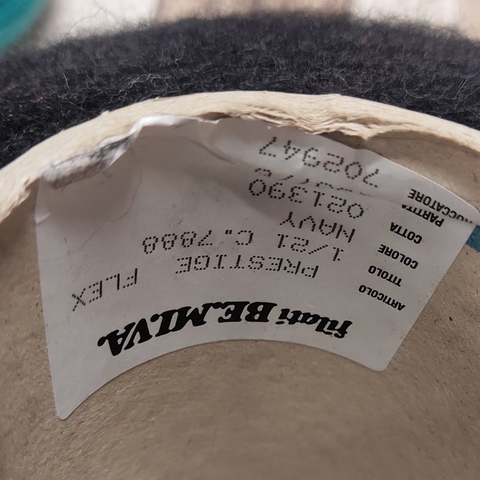 filati BE.MI.VA.
ARTICOLO PRESTIGE FLEX
TITOLO 1/21 C.7888
COLORE NAVY
COTTA 021390
PARTITA
702947